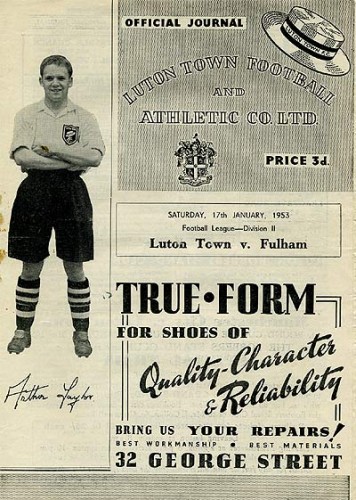 OFFICIAL JOURNAL
LUTON TOWN F.C.
LUTON TOWN FOOTBALL
AND
ATHLETIC CO. LTD.
PRICE 3d.
SATURDAY, 17th JANUARY, 1953
Football League—Division II
Luton Town v. Fulham
TRUE•FORM
FOR SHOES OF
Quality-Character
& Reliability
BRING US YOUR REPAIRS!
BEST WORKMANSHIP • BEST MATERIALS
32 GEORGE STREET